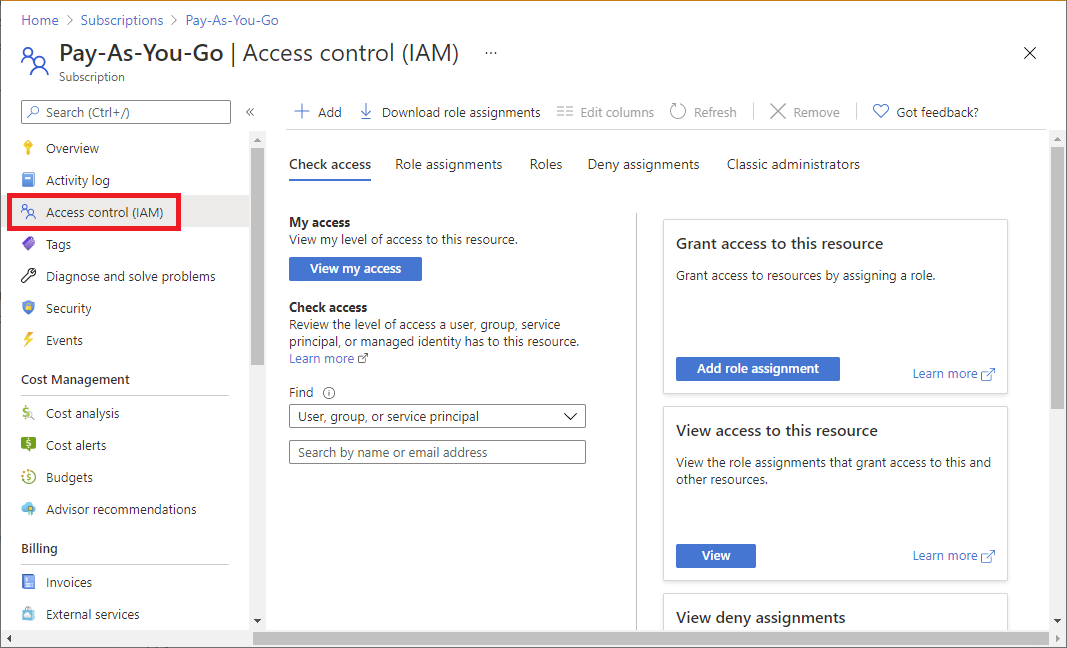 Home > Subscriptions > Pay-As-You-Go
Pay-As-You-Go | Access control (IAM) ...
Subscription
Search (Ctrl+/)
«
Overview
Activity log
Access control (IAM)
Tags
Diagnose and solve problems
Security
Events
Cost Management
Cost analysis
Cost alerts
Budgets
Advisor recommendations
Billing
Invoices
External services
Add
Download role assignments
Edit columns
Refresh
Remove
Got feedback?
Check access
Role assignments
Roles
Deny assignments
Classic administrators
My access
View my level of access to this resource.
View my access
Check access
Review the level of access a user, group, service
principal, or managed identity has to this resource.
Learn more
Find
User, group, or service principal
Search by name or email address
Grant access to this resource
Grant access to resources by assigning a role.
Add role assignment
Learn more
View access to this resource
View the role assignments that grant access to this and
other resources.
View
Learn more
View deny assignments